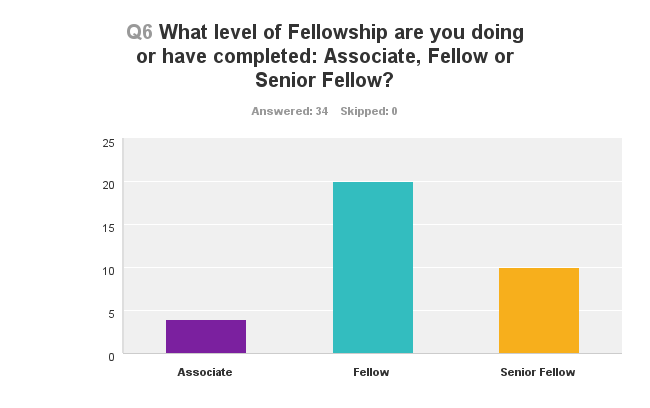 Q6 What level of Fellowship are you doing
or have completed: Associate, Fellow or
Senior Fellow?
Answered: 34 Skipped: 0
25
20
15
10
5
0
Associate Fellow Senior Fellow